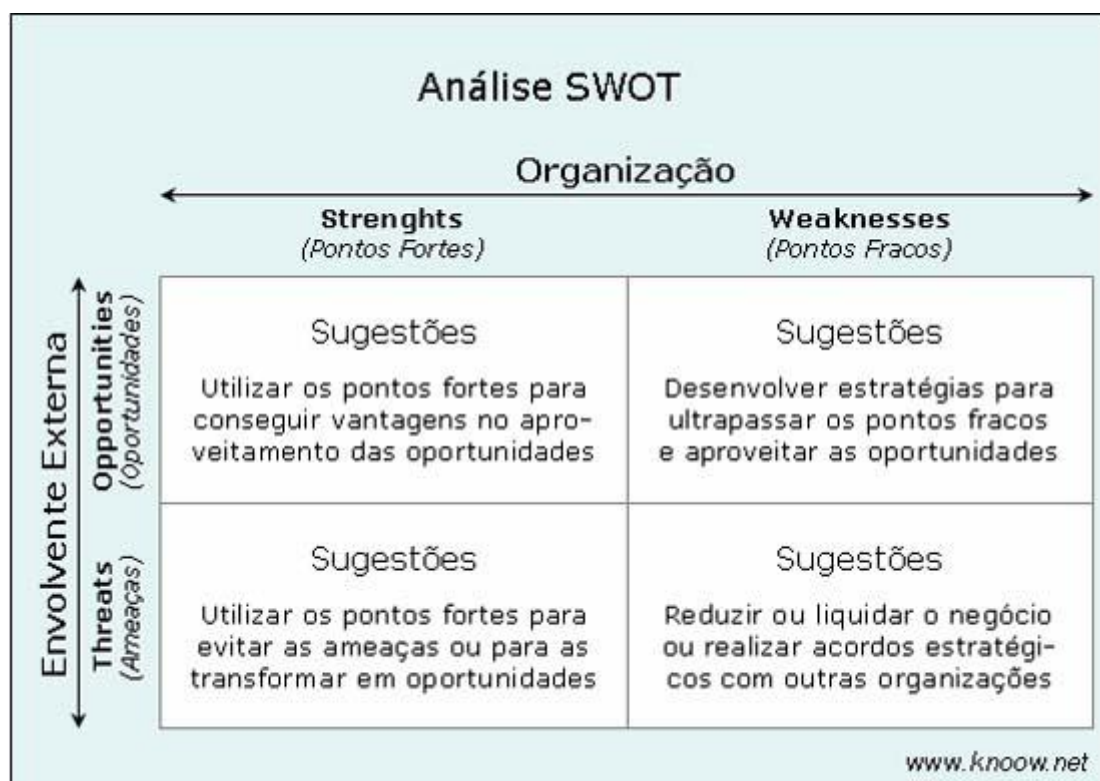 Análise SWOT
Organização
Strenghts
(Pontos Fortes)
Weaknesses
(Pontos Fracos)
Envolvente Externa
Opportunities
(Oportunidades)
Sugestões
Utilizar os pontos fortes para
conseguir vantagens no apro-
veitamento das oportunidades
Sugestões
Desenvolver estratégias para
ultrapassar os pontos fracos
e aproveitar as oportunidades
Threats
(Ameaças)
Sugestões
Utilizar os pontos fortes para
evitar as ameaças ou para as
transformar em oportunidades
Sugestões
Reduzir ou liquidar o negócio
ou realizar acordos estratégi-
cos com outras organizações
www.knoow.net